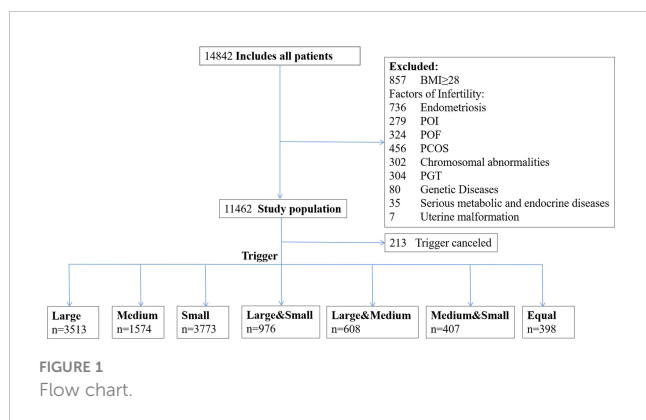 14842 Includes all patients
Excluded:
857 BMI≥28
Factors of Infertility:
736 Endometriosis
279 POI
324 POF
456 PCOS
302 Chromosomal abnormalities
304 PGT
80 Genetic Diseases
35 Serious metabolic and endocrine diseases
7 Uterine malformation
11462 Study population
213 Trigger canceled
Trigger
Large
n=3513
Medium
n=1574
Small
n=3773
Large&Small
n=976
Large&Medium
n=608
Medium&Small
n=407
Equal
n=398
FIGURE 1
Flow chart.